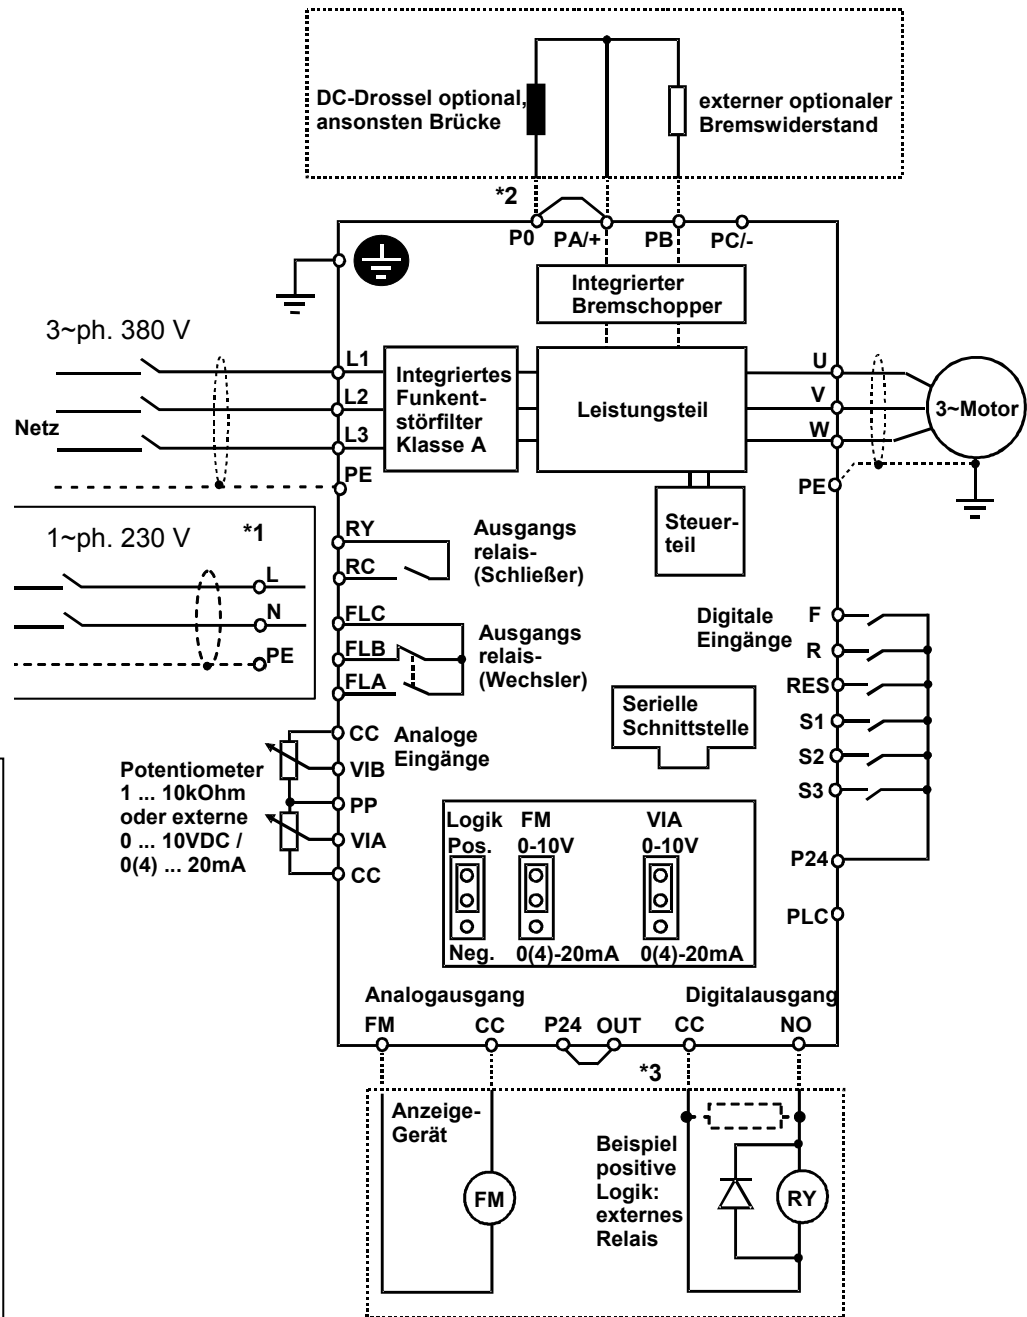 DC-Drossel optional,
ansonsten Brücke
externer optionaler
Bremswiderstand
*2
P0 PA/+ PB PC/-
Integrierter
Bremschopper
3~ph. 380 V
Netz
L1
L2
L3
PE
Integriertes
Funkent-
störfilter
Klasse A
Leistungsteil
U
V
W
PE
3~Motor
Steuer-
teil
1~ph. 230 V *1
L
N
PE
RY
RC
Ausgangs
relais-
(Schließer)
FLC
FLB
FLA
Ausgangs
relais-
(Wechsler)
Digitale
Eingänge
F
R
RES
S1
S2
S3
P24
PLC
Serielle
Schnittstelle
CC
VIB
PP
VIA
CC
Analoge
Eingänge
Potentiometer
1 ... 10kOhm
oder externe
0 ... 10VDC /
0(4) ... 20mA
Logik FM VIA
Pos. 0-10V 0-10V
Neg. 0(4)-20mA 0(4)-20mA
Analogausgang Digitalausgang
FM CC P24 OUT CC NO
*3
Anzeige-
Gerät
FM
Beispiel
positive
Logik:
externes
Relais
RY